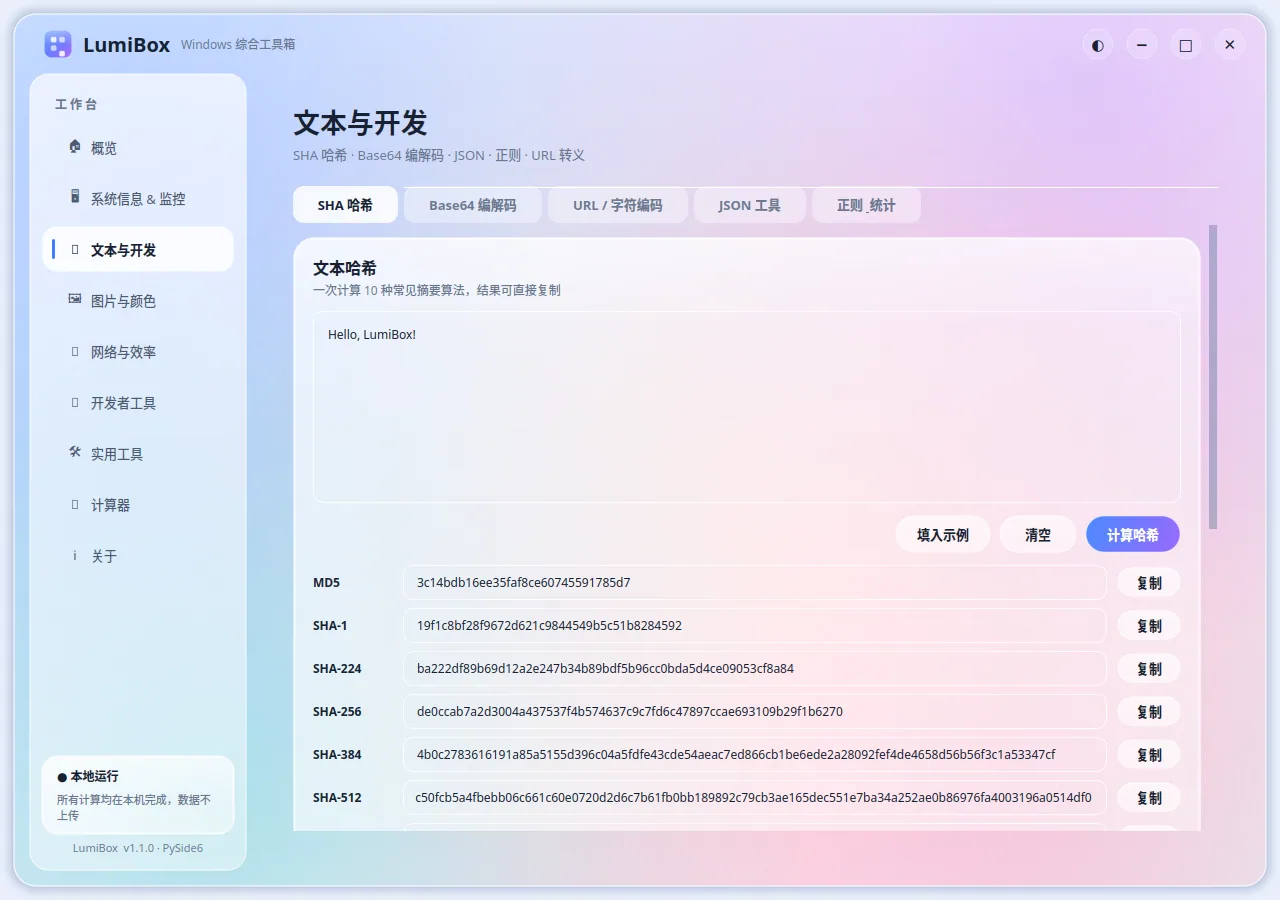 LumiBox Windows 综合工具箱
工作台
概览
系统信息 & 监控
文本与开发
图片与颜色
网络与效率
开发者工具
实用工具
计算器
i 关于
● 本地运行
所有计算均在本机完成，数据不
上传
LumiBox v1.1.0 · PySide6
文本与开发
SHA 哈希 · Base64 编解码 · JSON · 正则 · URL 转义
SHA 哈希
Base64 编解码
URL / 字符编码
JSON 工具
正则 _统计
文本哈希
一次计算 10 种常见摘要算法，结果可直接复制
Hello, LumiBox!
填入示例 清空 计算哈希
MD5 3c14bdb16ee35faf8ce60745591785d7 复制
SHA-1 19f1c8bf28f9672d621c9844549b5c51b8284592 复制
SHA-224 ba222df89b69d12a2e247b34b89bdf5b96cc0bda5d4ce09053cf8a84 复制
SHA-256 de0ccab7a2d3004a437537f4b574637c9c7fd6c47897ccae693109b29f1b6270 复制
SHA-384 4b0c2783616191a85a5155d396c04a5fdfe43cde54aeac7ed866cb1be6ede2a28092fef4de4658d56b56f3c1a53347cf 复制
SHA-512 c50fcb5a4fbebb06c661c60e0720d2d6c7b61fb0bb189892c79cb3ae165dec551e7ba34a252ae0b86976fa4003196a0514df0 复制